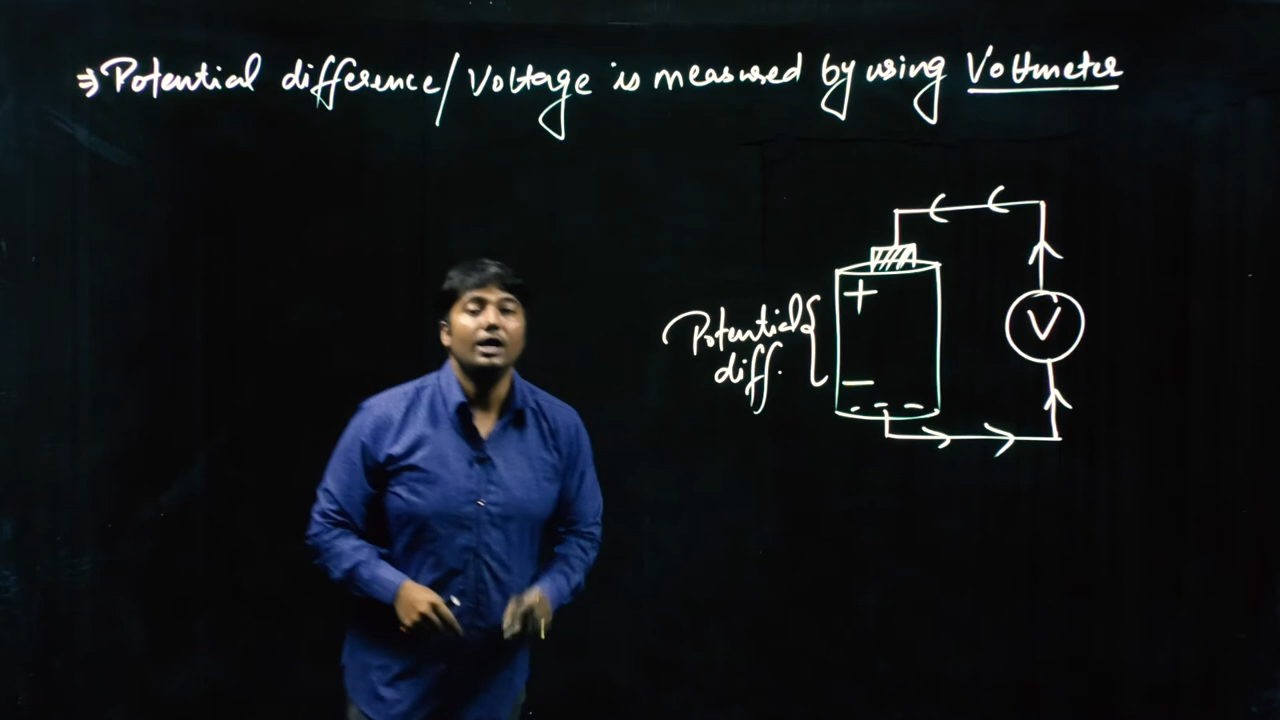 ⇒ Potential difference/Voltage is measured by using Voltmeter
+
Potential
diff.
V
−